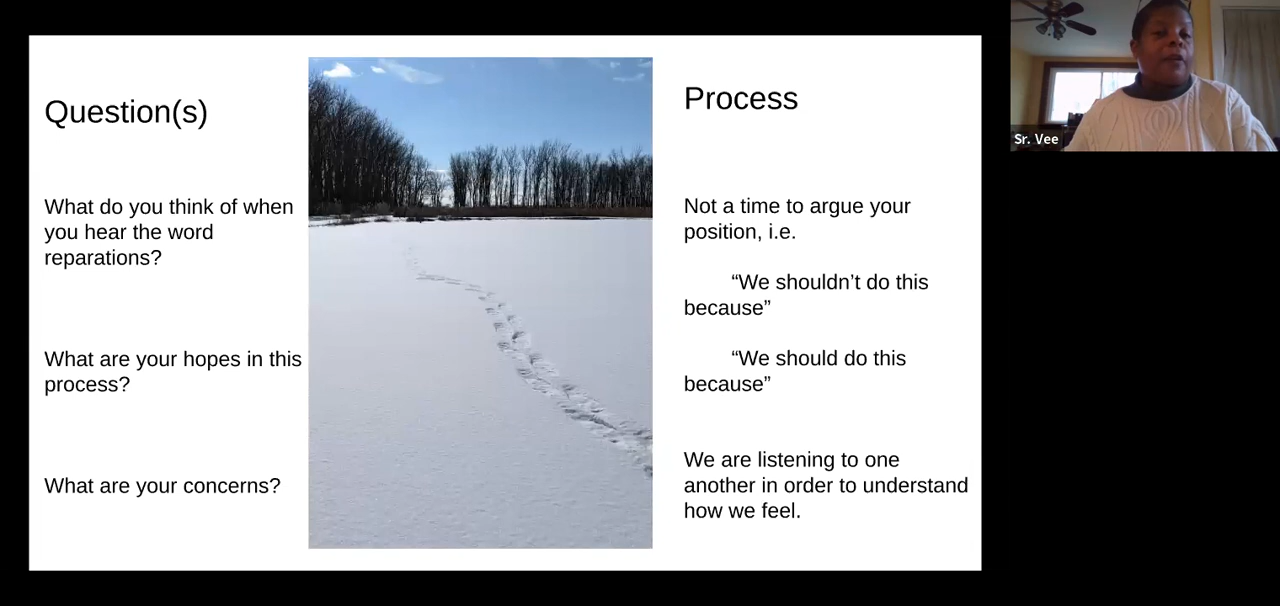 Question(s)
What do you think of when
you hear the word
reparations?
What are your hopes in this
process?
What are your concerns?
Process
Not a time to argue your
position, i.e.
“We shouldn’t do this
because”
“We should do this
because”
We are listening to one
another in order to understand
how we feel.
Sr. Vee